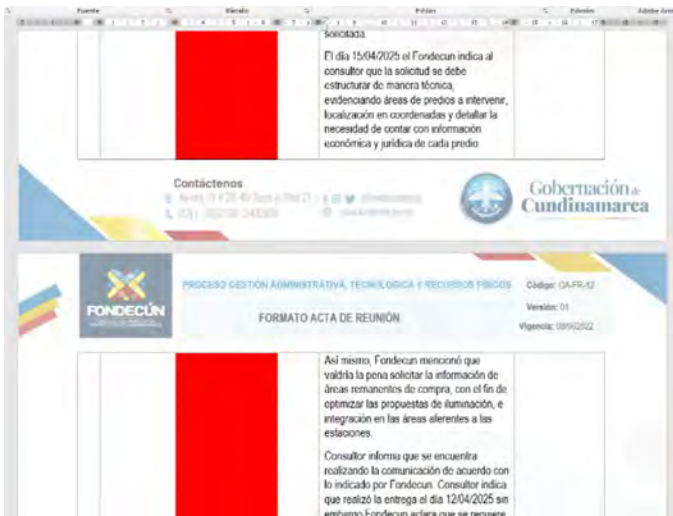 Fuente
Párrafo
Estilos
Edición
solicitada.
El día 15/04/2025 el Fondecun indica al
consultor que la solicitud se debe
estructurar de manera técnica,
evidenciando áreas de predios a intervenir,
localización en coordenadas y detallar la
necesidad de contar con información
económica y jurídica de cada predio
Contáctenos
Gobernación de
Cundinamarca
PROCESO GESTIÓN ADMINISTRATIVA, TECNOLÓGICA Y RECURSOS FÍSICOS
Código: GA-FR-12
FONDECÚN
FORMATO ACTA DE REUNIÓN
Versión: 01
Vigencia:
Así mismo, Fondecun mencionó que
valdría la pena solicitar la información de
áreas remanentes de compra, con el fin de
optimizar las propuestas de iluminación, e
integración en las áreas aferentes a las
estaciones.
Consultor informa que se encuentra
realizando la comunicación de acuerdo con
lo indicado por Fondecun. Consultor indica
que realizó la entrega el día 12/04/2025 sin
embargo Fondecun aclara que se requiere